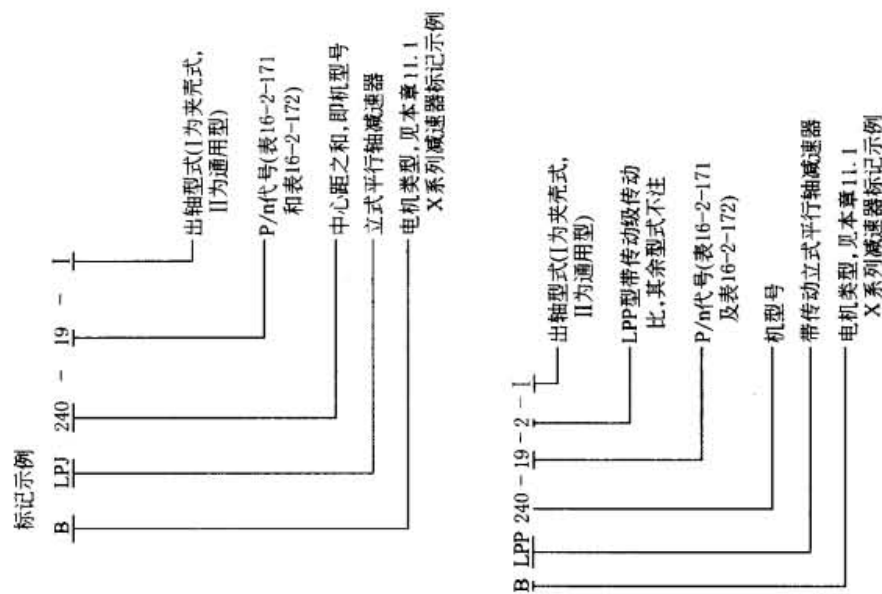 标记示例
B LPJ 240 - 19 - I
出轴型式(I为夹壳式,
II为通用型)
P/n代号(表16-2-171
和表16-2-172)
中心距之和,即机型号
立式平行轴减速器
电机类型,见本章11.1
X系列减速器标记示例
B LPP 240 - 19 - 2 - I
出轴型式(I为夹壳式,
II为通用型)
LPP型带传动级传动
比,其余型式不注
P/n代号(表16-2-171
及表16-2-172)
机型号
带传动立式平行轴减速器
电机类型,见本章11.1
X系列减速器标记示例